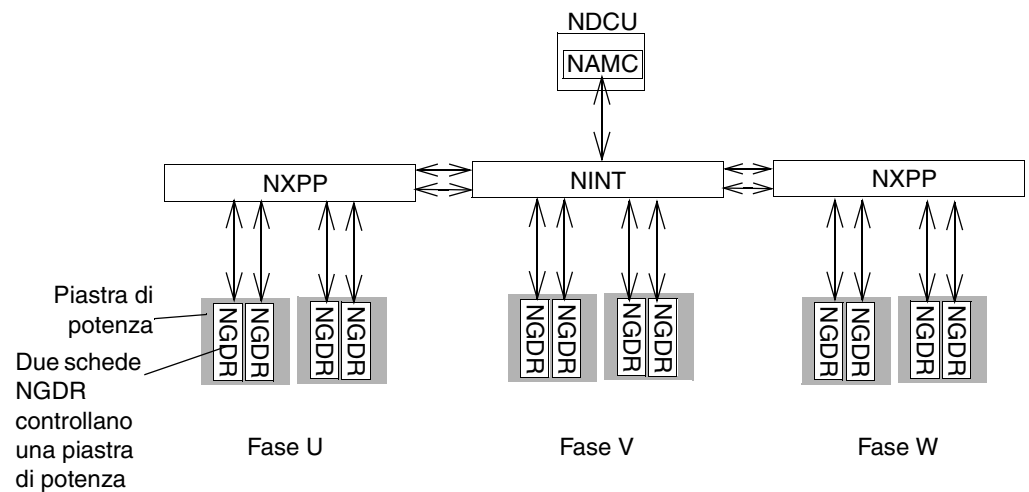 NDCU
NAMC
NXPP
NINT
NXPP
Piastra di
potenza
NGDR
NGDR
NGDR
NGDR
NGDR
NGDR
NGDR
NGDR
NGDR
NGDR
NGDR
NGDR
Due schede
NGDR
controllano
una piastra
di potenza
Fase U
Fase V
Fase W